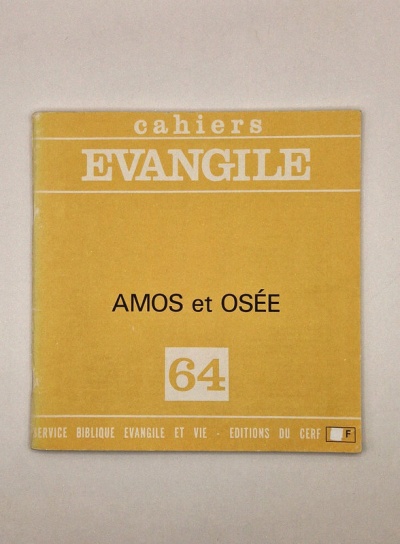 cahiers
EVANGILE
AMOS et OSÉE
64
SERVICE BIBLIQUE EVANGILE ET VIE - EDITIONS DU CERF F